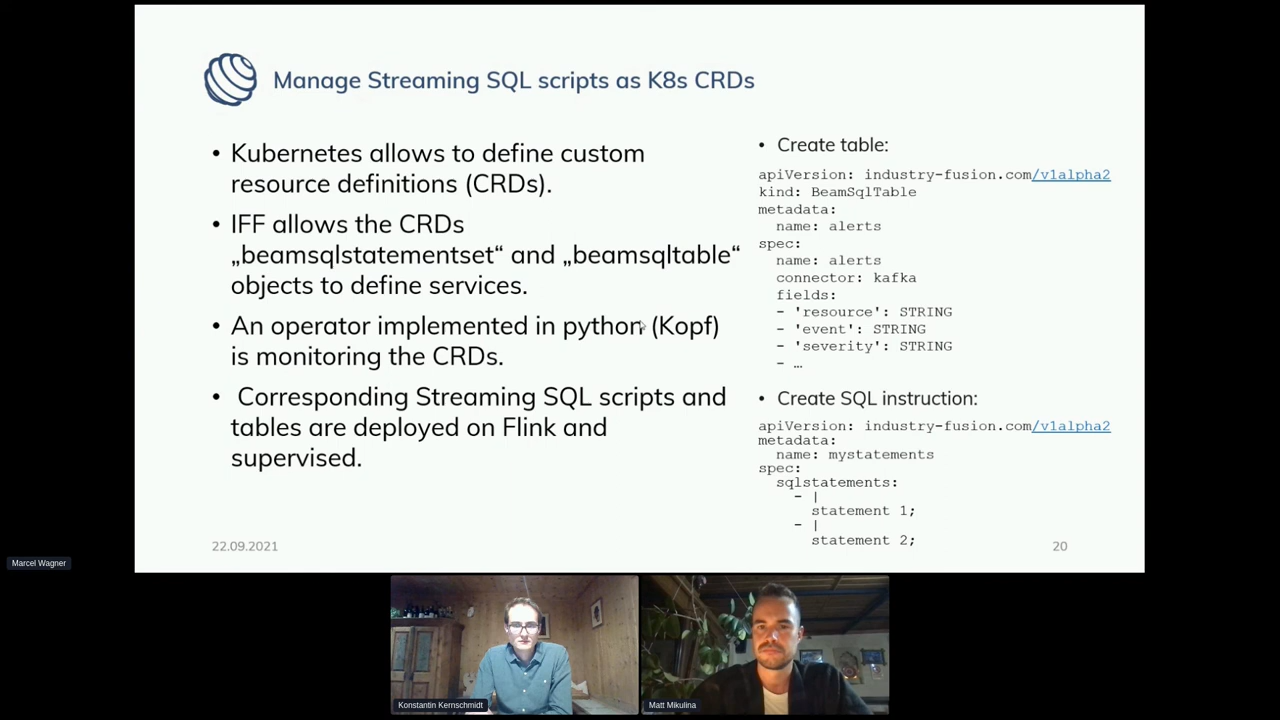 Manage Streaming SQL scripts as K8s CRDs
• Kubernetes allows to define custom
resource definitions (CRDs).
• IFF allows the CRDs
„beamsqlstatementset“ and „beamsqltable“
objects to define services.
• An operator implemented in python (Kopf)
is monitoring the CRDs.
• Corresponding Streaming SQL scripts and
tables are deployed on Flink and
supervised.
• Create table:
apiVersion: industry-fusion.com/v1alpha2
kind: BeamSqlTable
metadata:
name: alerts
spec:
name: alerts
connector: kafka
fields:
- 'resource': STRING
- 'event': STRING
- 'severity': STRING
- …
• Create SQL instruction:
apiVersion: industry-fusion.com/v1alpha2
metadata:
name: mystatements
spec:
sqlstatements:
- |
statement 1;
- |
statement 2;
22.09.2021
20
Marcel Wagner
Konstantin Kernschmidt
Matt Mikulina